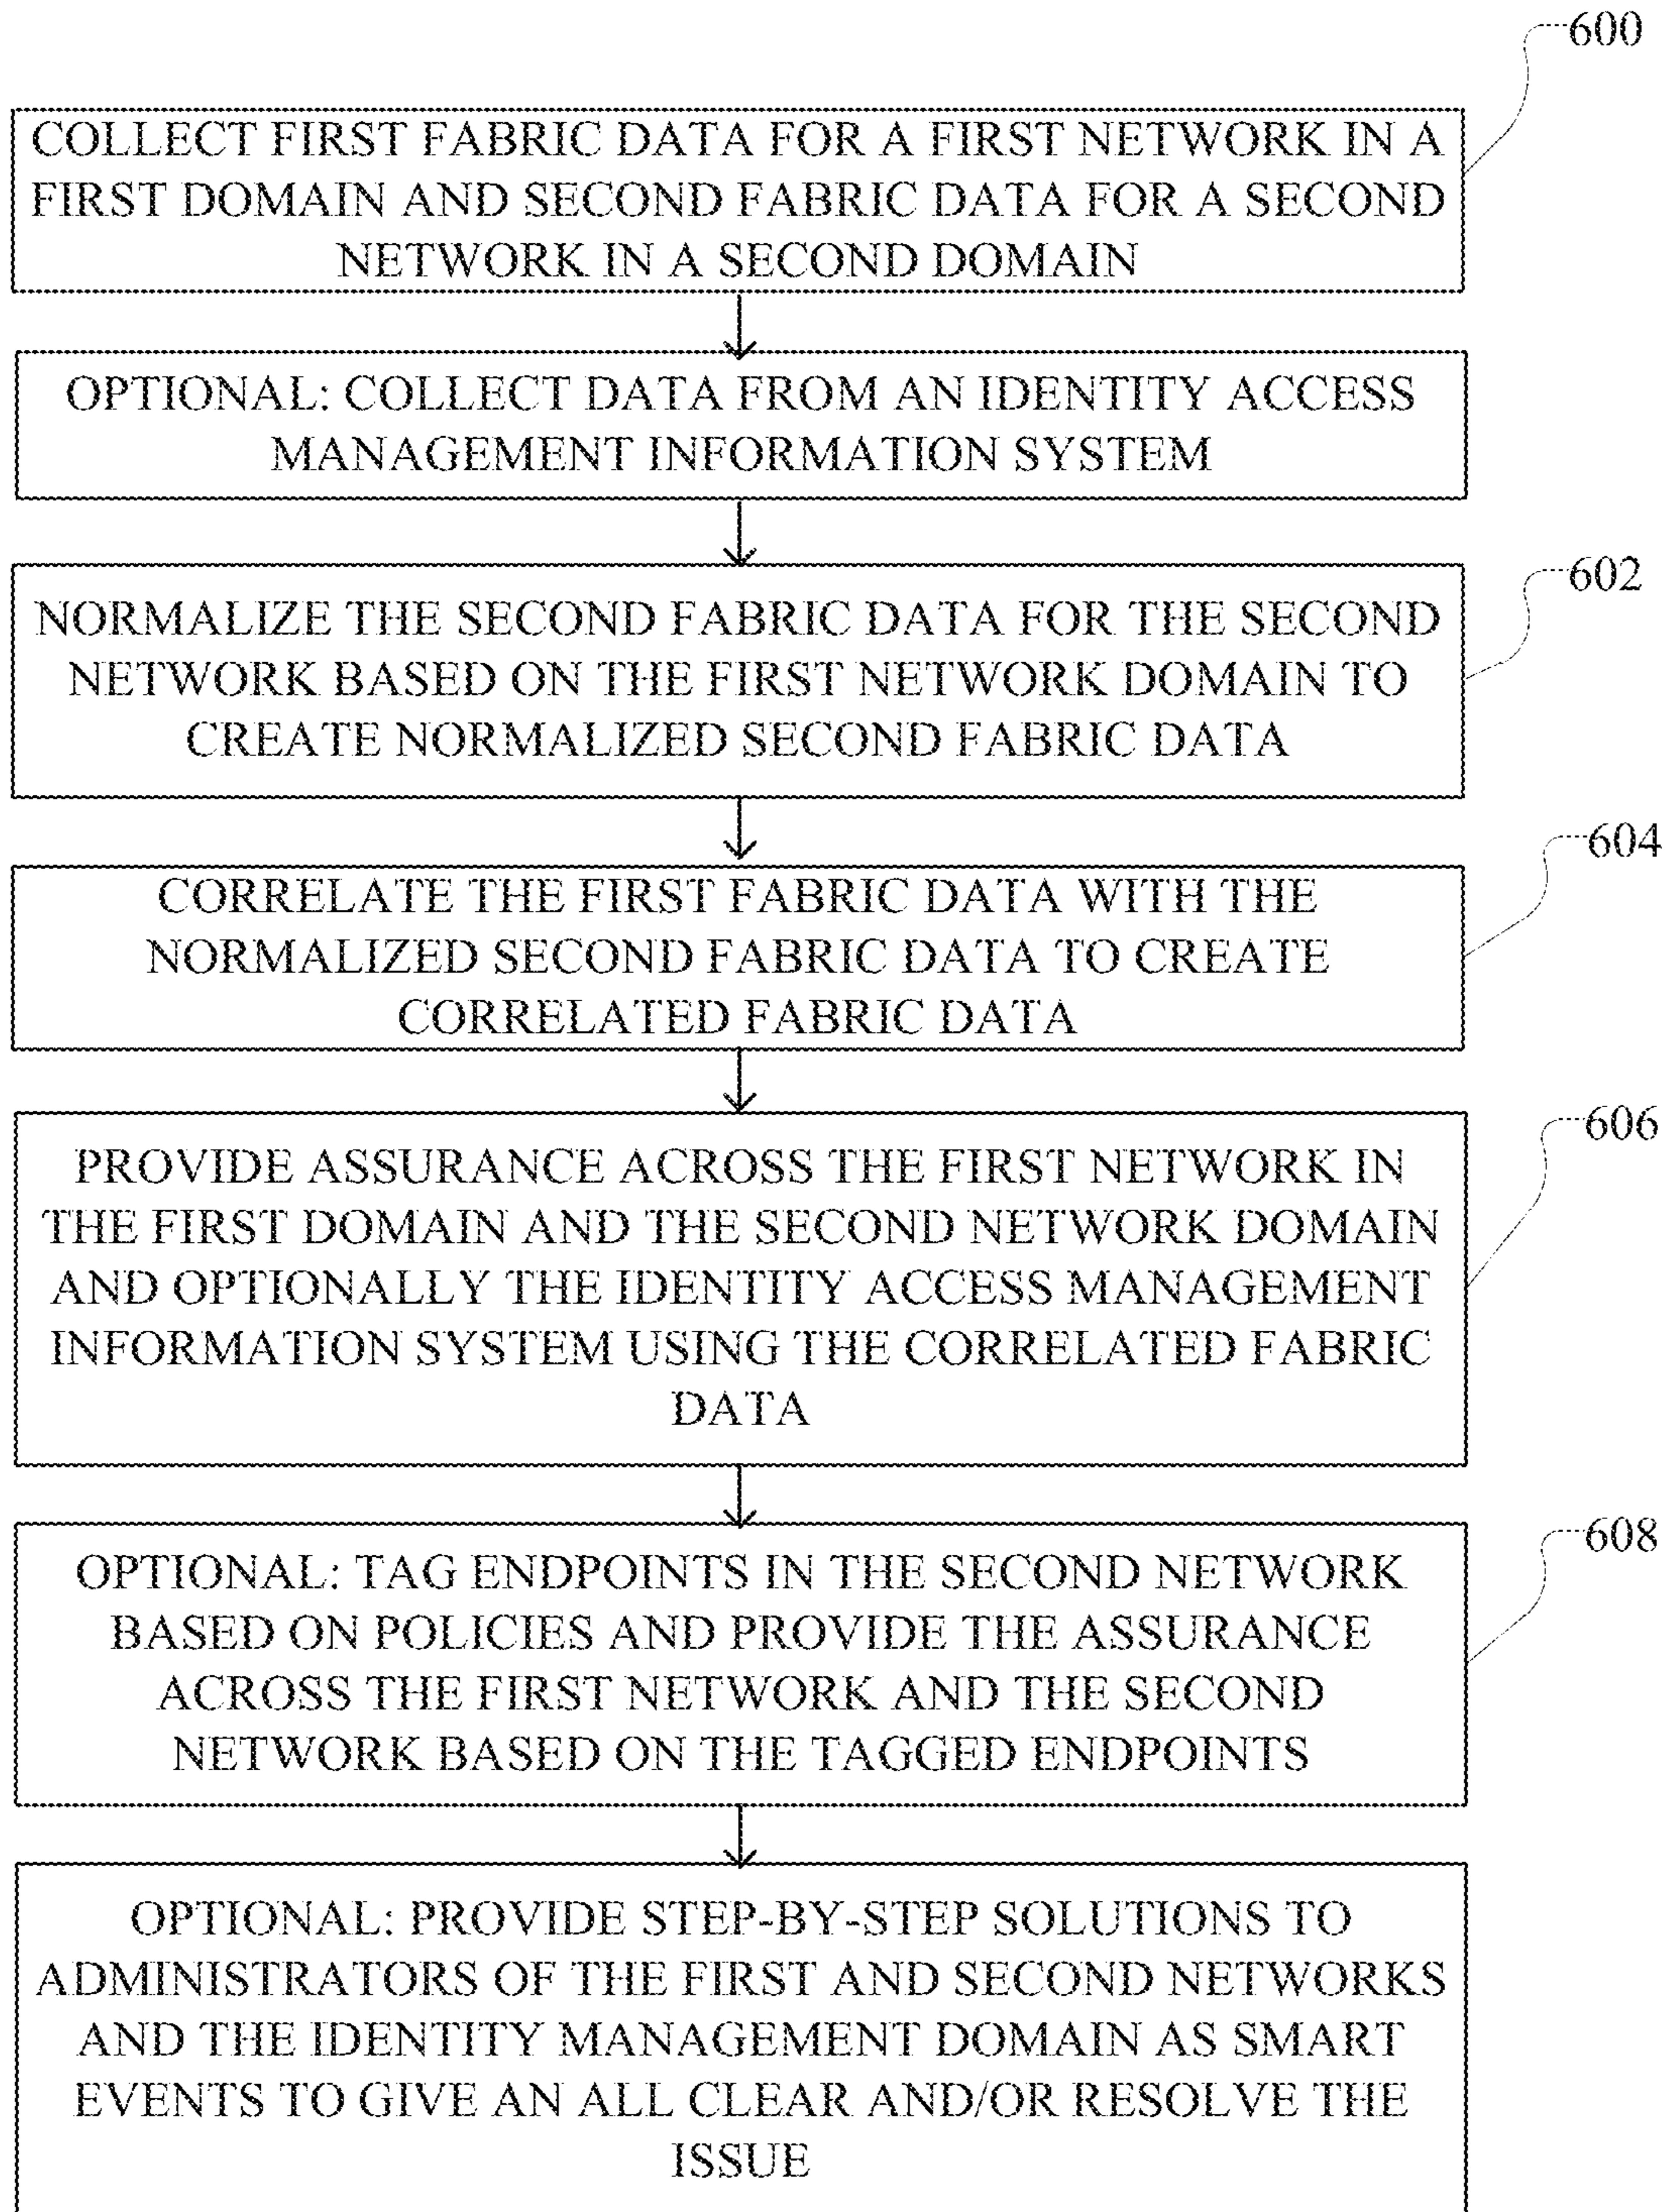 600
COLLECT FIRST FABRIC DATA FOR A FIRST NETWORK IN A
FIRST DOMAIN AND SECOND FABRIC DATA FOR A SECOND
NETWORK IN A SECOND DOMAIN
OPTIONAL: COLLECT DATA FROM AN IDENTITY ACCESS
MANAGEMENT INFORMATION SYSTEM
602
NORMALIZE THE SECOND FABRIC DATA FOR THE SECOND
NETWORK BASED ON THE FIRST NETWORK DOMAIN TO
CREATE NORMALIZED SECOND FABRIC DATA
604
CORRELATE THE FIRST FABRIC DATA WITH THE
NORMALIZED SECOND FABRIC DATA TO CREATE
CORRELATED FABRIC DATA
606
PROVIDE ASSURANCE ACROSS THE FIRST NETWORK IN
THE FIRST DOMAIN AND THE SECOND NETWORK DOMAIN
AND OPTIONALLY THE IDENTITY ACCESS MANAGEMENT
INFORMATION SYSTEM USING THE CORRELATED FABRIC
DATA
608
OPTIONAL: TAG ENDPOINTS IN THE SECOND NETWORK
BASED ON POLICIES AND PROVIDE THE ASSURANCE
ACROSS THE FIRST NETWORK AND THE SECOND
NETWORK BASED ON THE TAGGED ENDPOINTS
OPTIONAL: PROVIDE STEP-BY-STEP SOLUTIONS TO
ADMINISTRATORS OF THE FIRST AND SECOND NETWORKS
AND THE IDENTITY MANAGEMENT DOMAIN AS SMART
EVENTS TO GIVE AN ALL CLEAR AND/OR RESOLVE THE
ISSUE